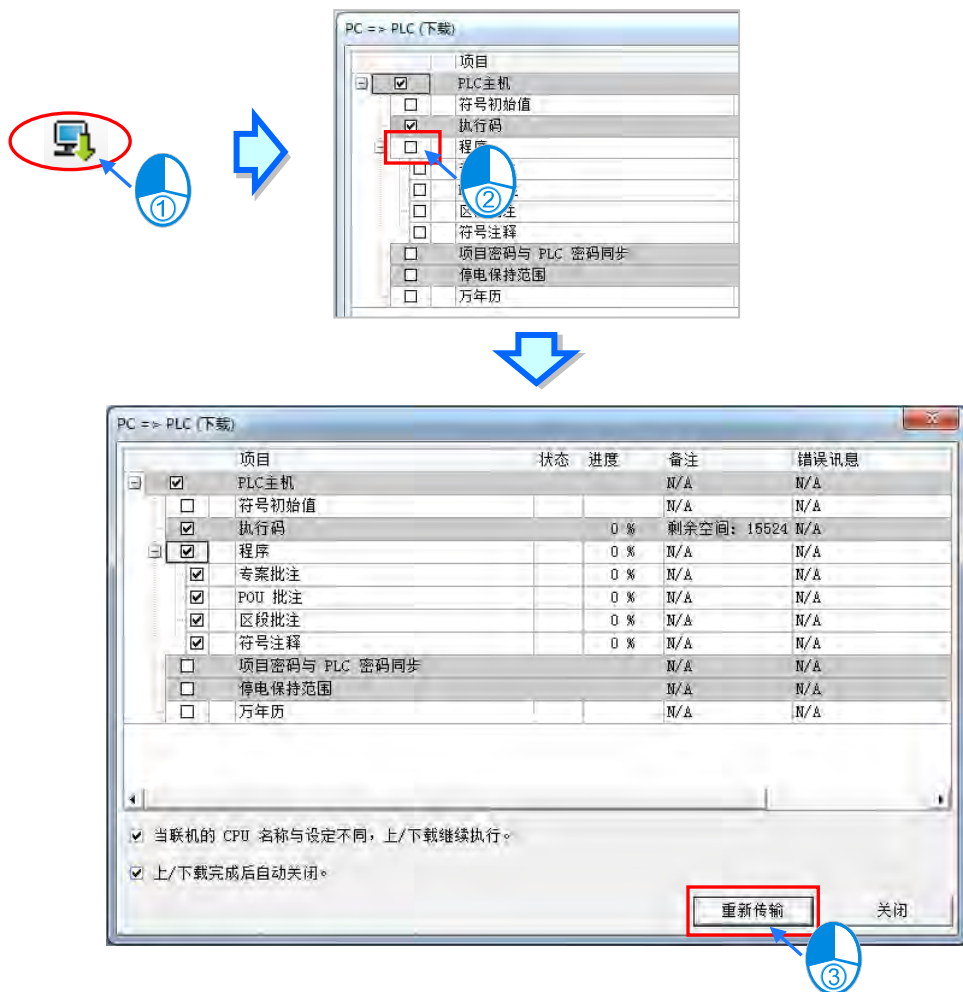 PC => PLC (下载)
项目
PLC主机
符号初始值
执行码
程
①
②
区 注
符号注释
项目密码与 PLC 密码同步
停电保持范围
万年历
PC => PLC (下载)
项目 状态 进度 备注 错误讯息
PLC主机 N/A N/A
符号初始值 N/A N/A
执行码 0 % 剩余空间: 15524 N/A
程序 0 % N/A N/A
专案批注 0 % N/A N/A
POU 批注 0 % N/A N/A
区段批注 0 % N/A N/A
符号注释 0 % N/A N/A
项目密码与 PLC 密码同步 N/A N/A
停电保持范围 N/A N/A
万年历 N/A N/A
当联机的 CPU 名称与设定不同，上/下载继续执行。
上/下载完成后自动关闭。
重新传输 关闭
③